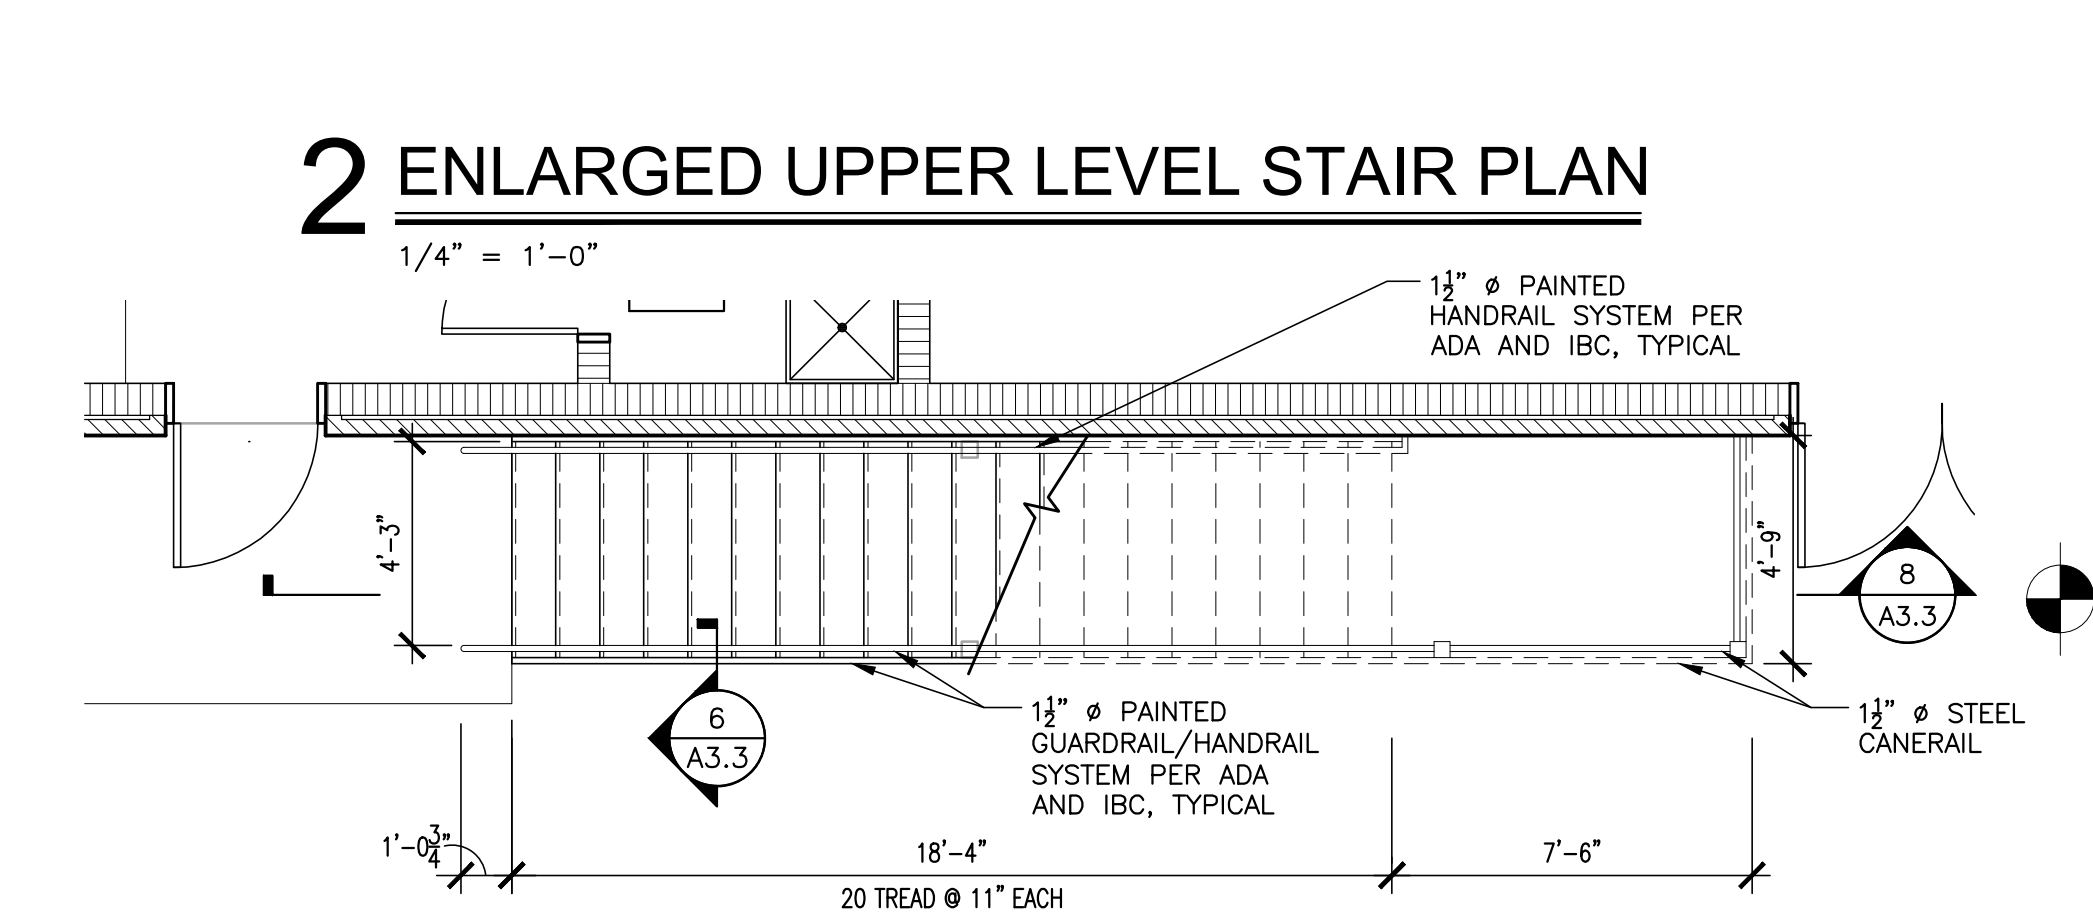 2 ENLARGED UPPER LEVEL STAIR PLAN
1/4" = 1'-0"
1½" ø PAINTED
HANDRAIL SYSTEM PER
ADA AND IBC, TYPICAL
4'-3"
4'-9"
8
A3.3
6
A3.3
1½" ø PAINTED
GUARDRAIL/HANDRAIL
SYSTEM PER ADA
AND IBC, TYPICAL
1½" ø STEEL
CANERAIL
1'-0¾"
18'-4"
7'-6"
20 TREAD @ 11" EACH